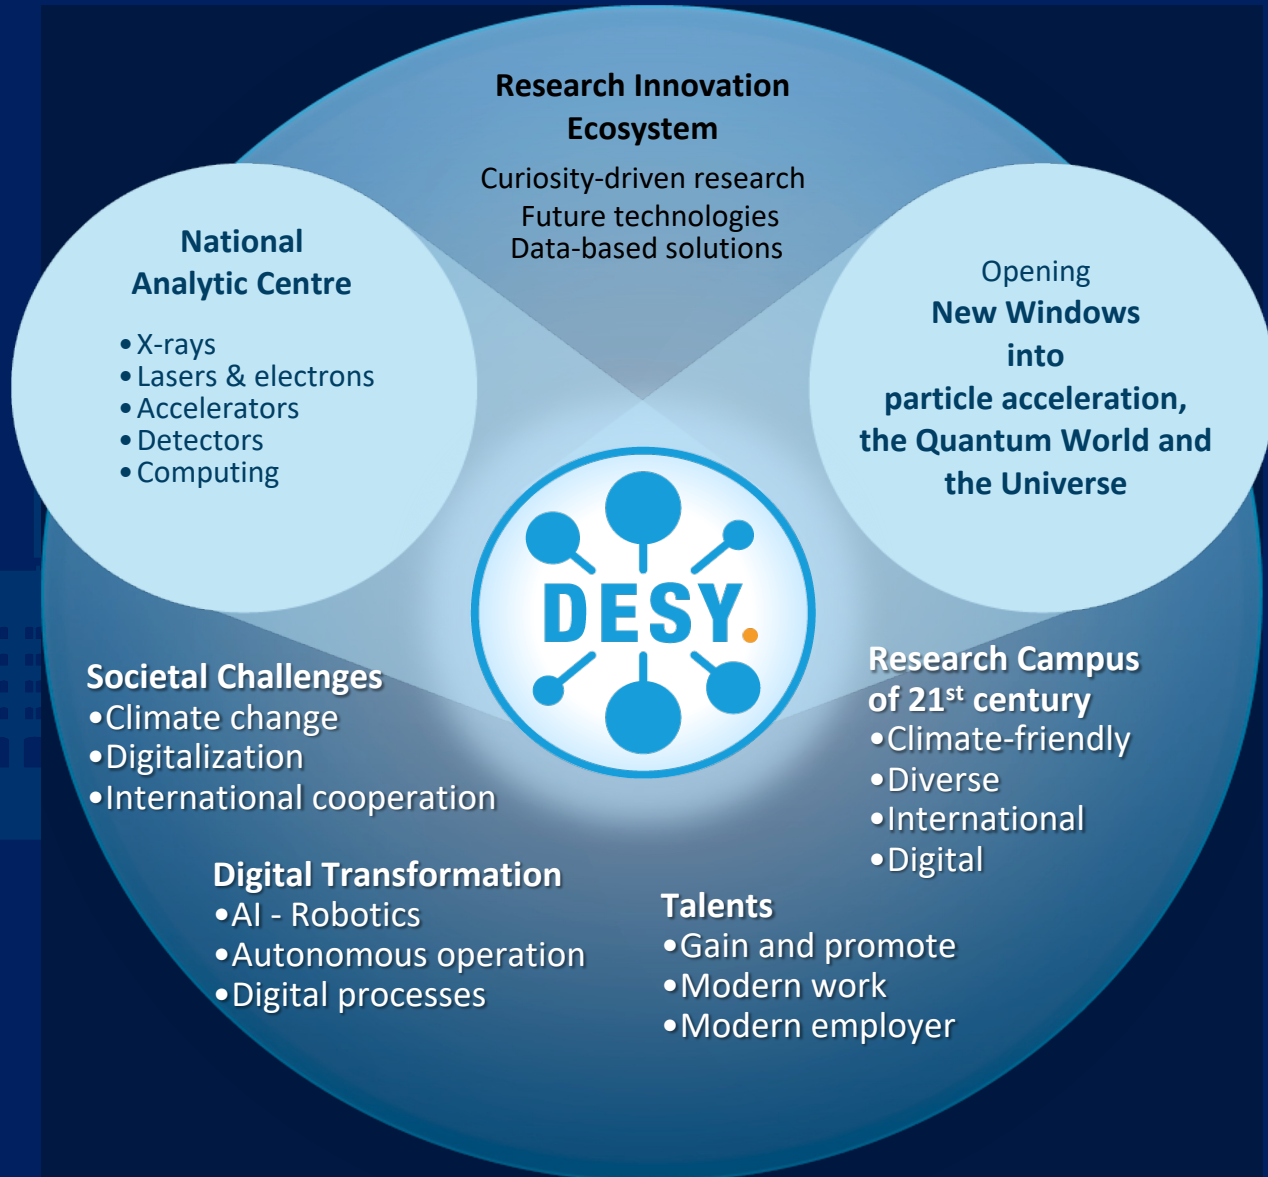 Research Innovation
Ecosystem
Curiosity-driven research
Future technologies
Data-based solutions
National
Analytic Centre
•X-rays
•Lasers & electrons
•Accelerators
•Detectors
•Computing
Opening
New Windows
into
particle acceleration,
the Quantum World and
the Universe
DESY.
Societal Challenges
•Climate change
•Digitalization
•International cooperation
Research Campus
of 21st century
•Climate-friendly
•Diverse
•International
•Digital
Digital Transformation
•AI - Robotics
•Autonomous operation
•Digital processes
Talents
•Gain and promote
•Modern work
•Modern employer